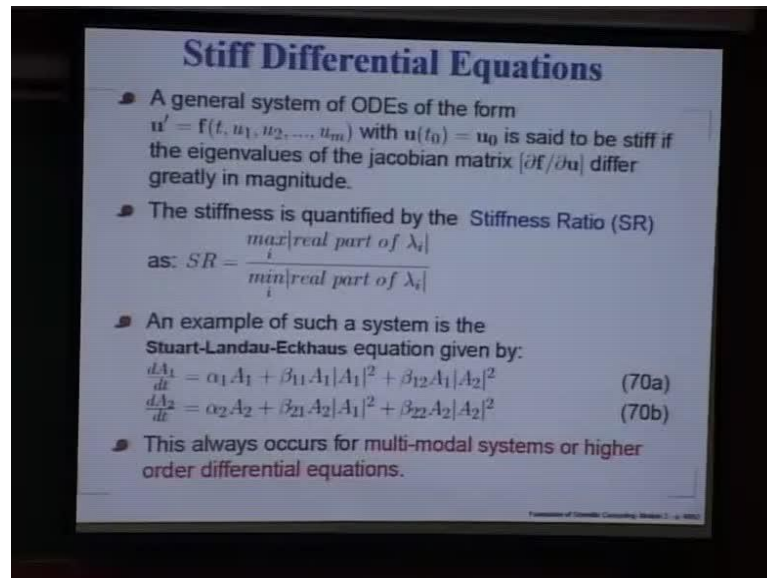 Stiff Differential Equations
A general system of ODEs of the form
u′ = f(t, u₁, u₂, ..., uₘ) with u(t₀) = u₀ is said to be stiff if
the eigenvalues of the jacobian matrix |∂f/∂u| differ
greatly in magnitude.
The stiffness is quantified by the Stiffness Ratio (SR)
as: SR = max_i|real part of λᵢ| / min_i|real part of λᵢ|
An example of such a system is the
Stuart-Landau-Eckhaus equation given by:
dA₁/dt = α₁A₁ + β₁₁A₁|A₁|² + β₁₂A₁|A₂|² (70a)
dA₂/dt = α₂A₂ + β₂₁A₂|A₁|² + β₂₂A₂|A₂|² (70b)
This always occurs for multi-modal systems or higher
order differential equations.